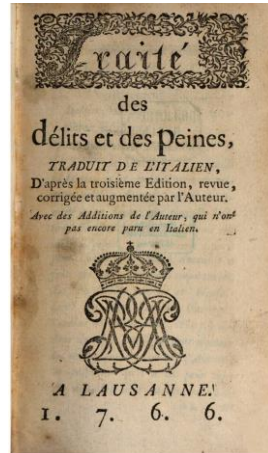 Traité
des
délits et des Peines,
TRADUIT DE L'ITALIEN,
D'après la troisième Edition, revue,
corrigée et augmentée par l'Auteur.
Avec des Additions de l'Auteur, qui n'ont
pas encore paru en Italien.
A LAUSANNE.
1. 7. 6. 6.